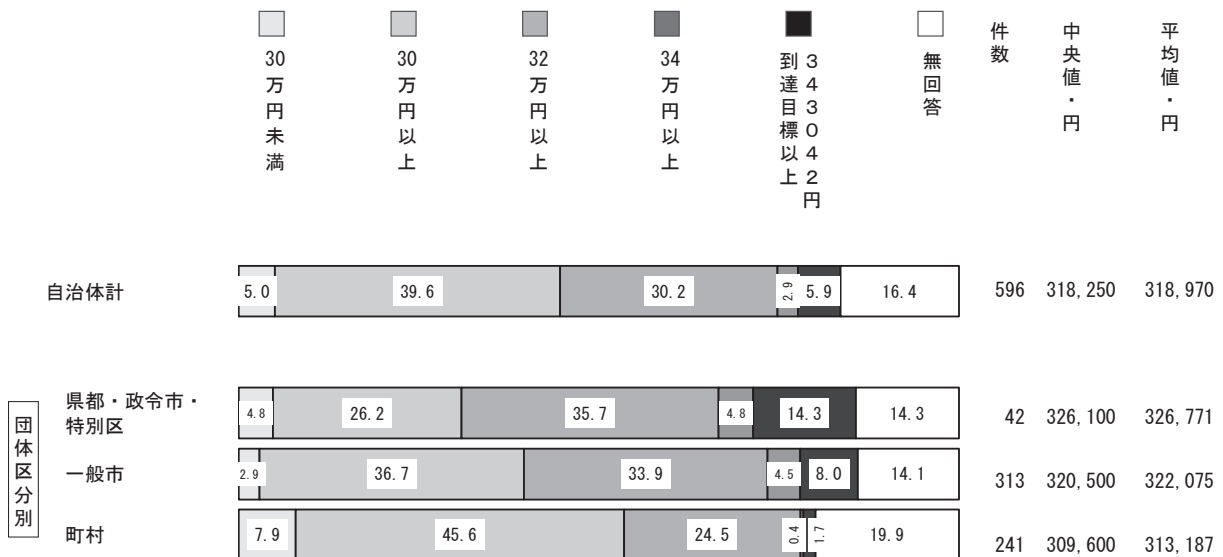 30万円未満
30万円以上
32万円以上
34万円以上
到達目標以上
343042円
無回答
件数
中央値・円
平均値・円
自治体計
5.0 39.6 30.2 2.9 5.9 16.4 596 318,250 318,970
団体区分別
県都・政令市・
特別区
4.8 26.2 35.7 4.8 14.3 14.3 42 326,100 326,771
一般市
2.9 36.7 33.9 4.5 8.0 14.1 313 320,500 322,075
町村
7.9 45.6 24.5 0.4 1.7 19.9 241 309,600 313,187